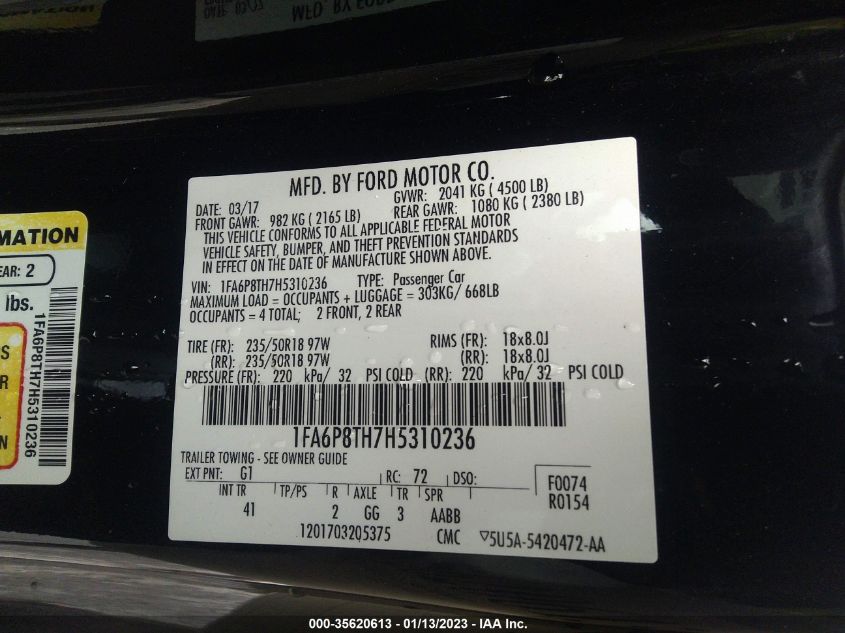 DATE 03/17
MFD. BY FORD
MFD. BY FORD MOTOR CO.
DATE: 03/17 GVWR: 2041 KG ( 4500 LB)
FRONT GAWR: 982 KG ( 2165 LB) REAR GAWR: 1080 KG ( 2380 LB)
THIS VEHICLE CONFORMS TO ALL APPLICABLE FEDERAL MOTOR
VEHICLE SAFETY, BUMPER, AND THEFT PREVENTION STANDARDS
IN EFFECT ON THE DATE OF MANUFACTURE SHOWN ABOVE.
VIN: 1FA6P8TH7H5310236 TYPE: Passenger Car
MAXIMUM LOAD = OCCUPANTS + LUGGAGE = 303KG/ 668LB
OCCUPANTS = 4 TOTAL; 2 FRONT, 2 REAR
TIRE (FR): 235/50R18 97W RIMS (FR): 18x8.0J
(RR): 235/50R18 97W (RR): 18x8.0J
PRESSURE (FR): 220 kPa/ 32 PSI COLD (RR): 220 kPa/ 32 PSI COLD
1FA6P8TH7H5310236
TRAILER TOWING - SEE OWNER GUIDE
EXT PNT: G1 RC: 72 DSO:
F0074
R0154
INT TR TP/PS R AXLE TR SPR
41 2 GG 3 AABB
1201703205375 CMC ▽5U5A-5420472-AA
MATION
EAR: 2
lbs.
S
R
N
1FA6P8TH7H5310236
000-35620613 - 01/13/2023 - IAA Inc.